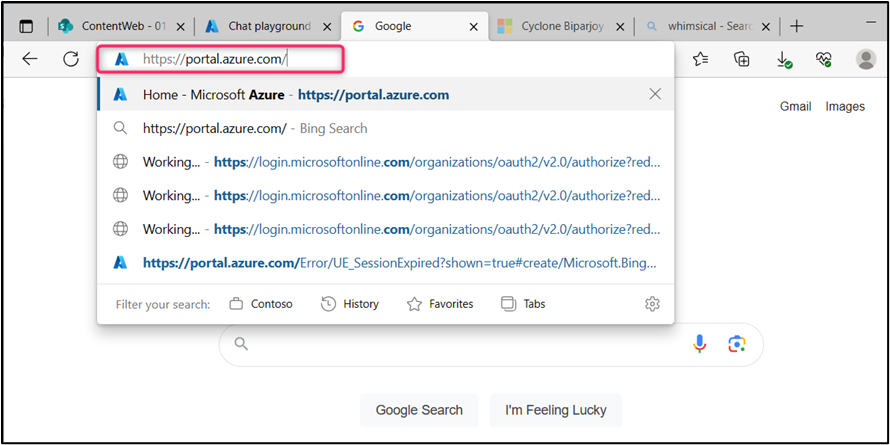 ContentWeb - 01 Chat playground Google Cyclone Biparjoy whimsical - Sear
https://portal.azure.com/
Home - Microsoft Azure - https://portal.azure.com
https://portal.azure.com/ - Bing Search
Gmail Images
Working... - https://login.microsoftonline.com/organizations/oauth2/v2.0/authorize?red...
Working... - https://login.microsoftonline.com/organizations/oauth2/v2.0/authorize?red...
Working... - https://login.microsoftonline.com/organizations/oauth2/v2.0/authorize?red...
https://portal.azure.com/Error/UE_SessionExpired?shown=true#create/Microsoft.Bing...
Filter your search: Contoso History Favorites Tabs
Google Search I'm Feeling Lucky